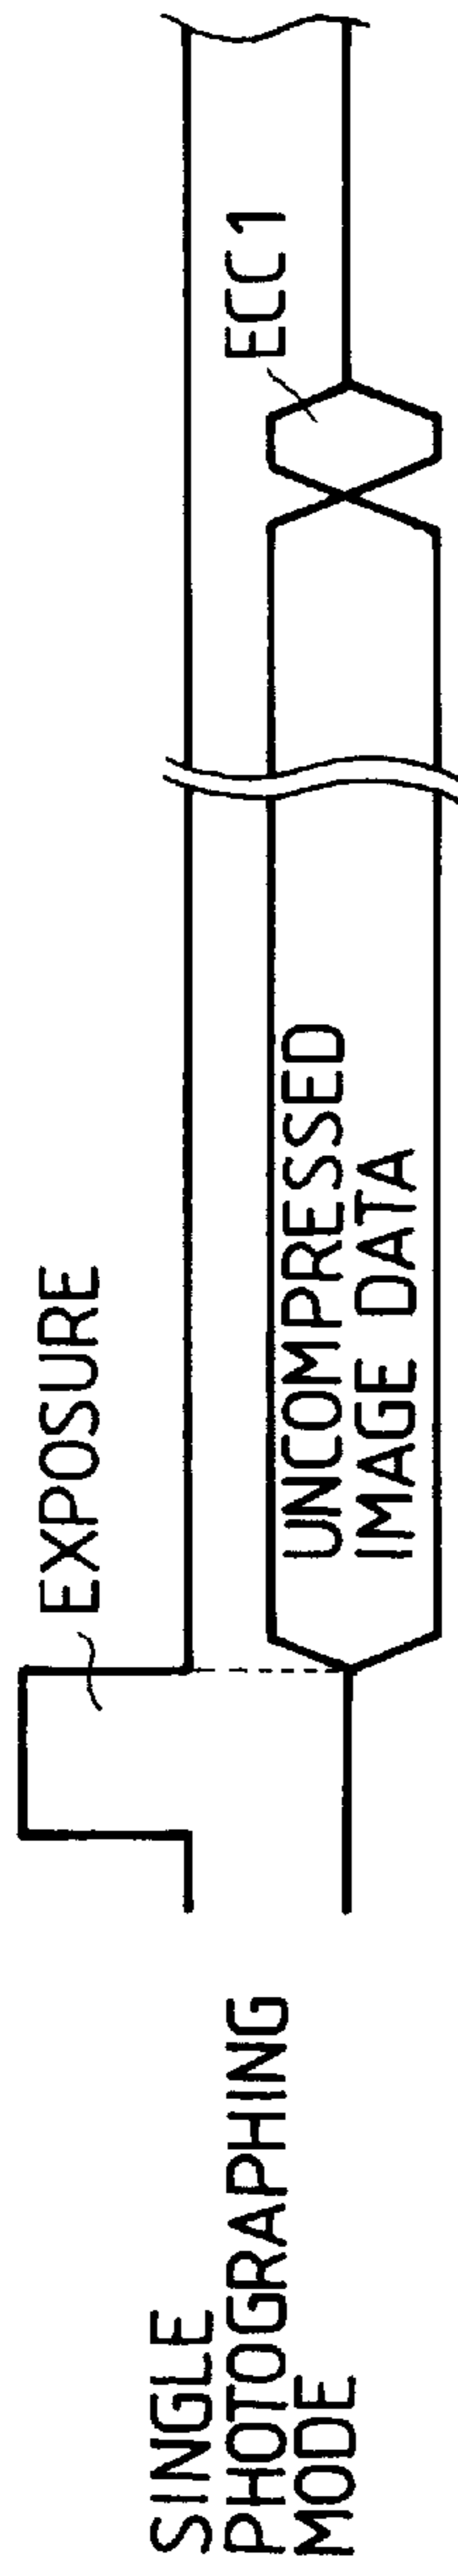 SINGLE
PHOTOGRAPHING
MODE
EXPOSURE
UNCOMPRESSED
IMAGE DATA
ECC1